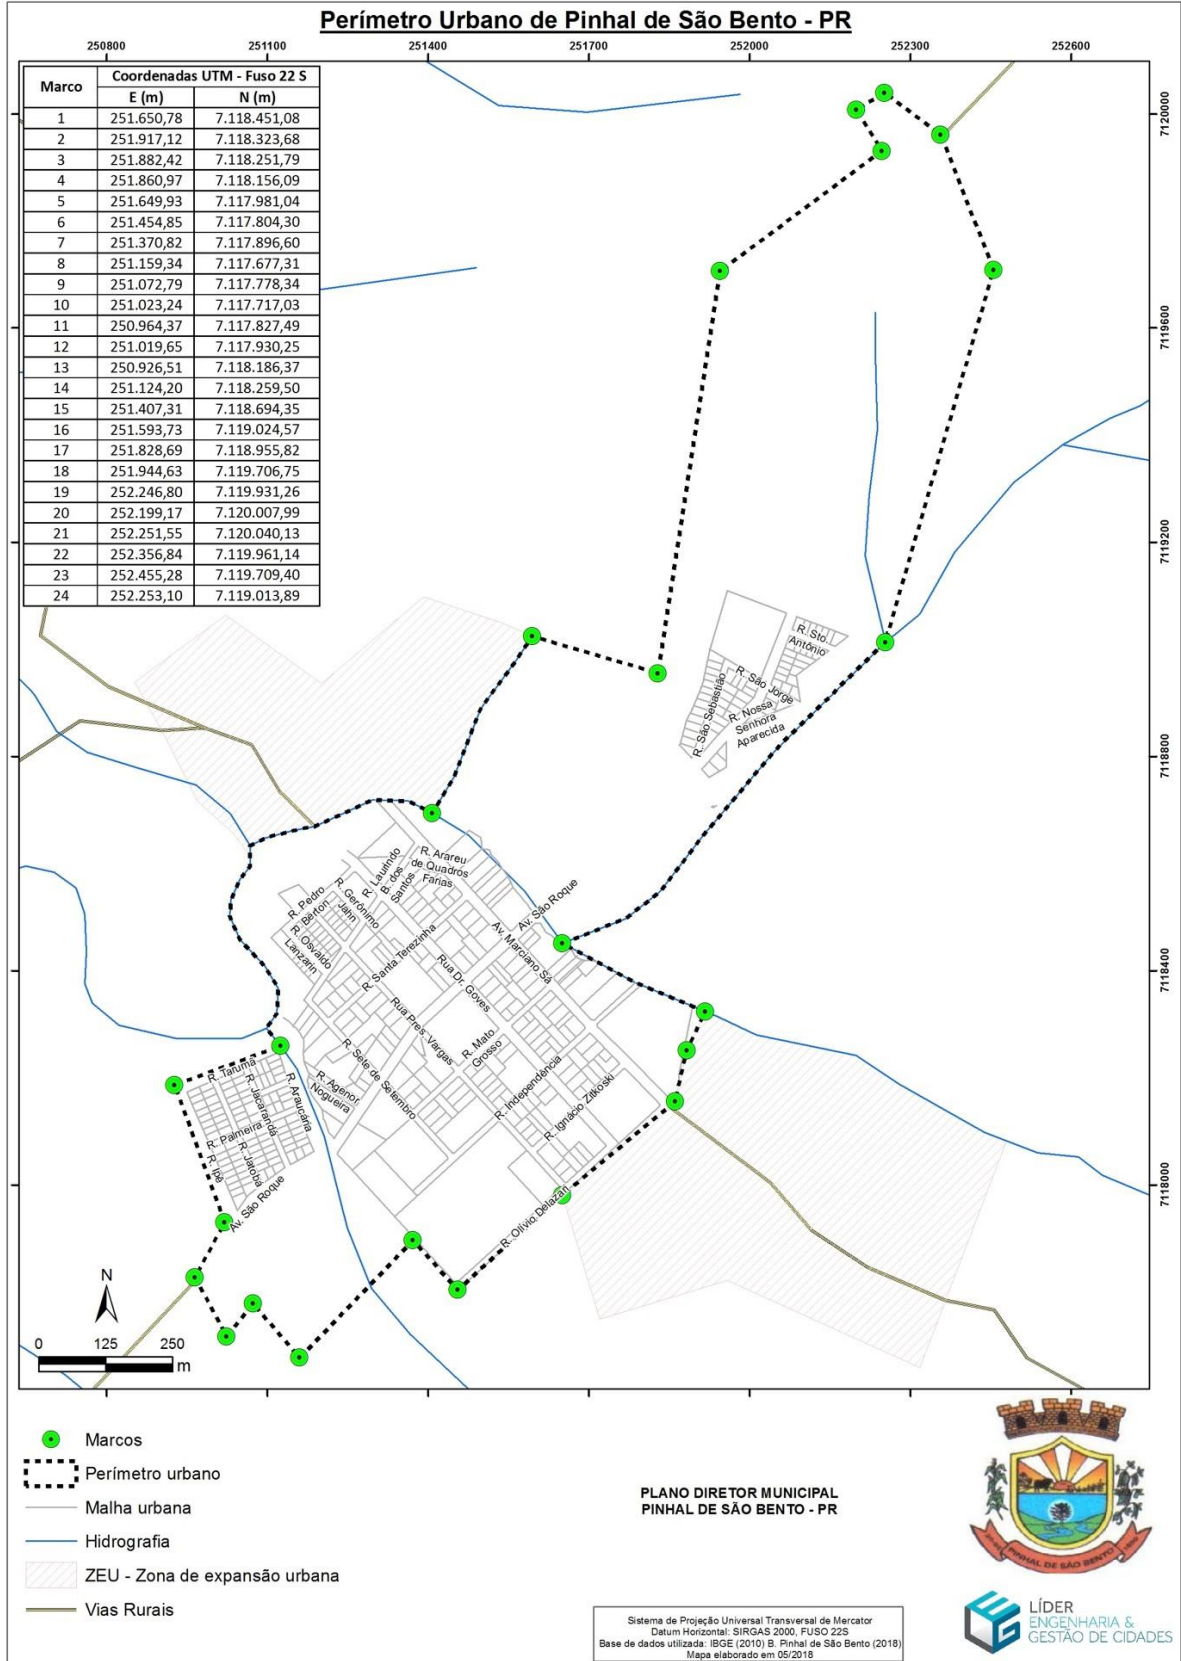 Perímetro Urbano de Pinhal de São Bento - PR
250800 251100 251400 251700 252000 252300 252600
Marco Coordenadas UTM - Fuso 22 S
E (m) N (m)
1 251.650,78 7.118.451,08
2 251.917,12 7.118.323,68
3 251.882,42 7.118.251,79
4 251.860,97 7.118.156,09
5 251.649,93 7.117.981,04
6 251.454,85 7.117.804,30
7 251.370,82 7.117.896,60
8 251.159,34 7.117.677,31
9 251.072,79 7.117.778,34
10 251.023,24 7.117.717,03
11 250.964,37 7.117.827,49
12 251.019,65 7.117.930,25
13 250.926,51 7.118.186,37
14 251.124,20 7.118.259,50
15 251.407,31 7.118.694,35
16 251.593,73 7.119.024,57
17 251.828,69 7.118.955,82
18 251.944,63 7.119.706,75
19 252.246,80 7.119.931,26
20 252.199,17 7.120.007,99
21 252.251,55 7.120.040,13
22 252.356,84 7.119.961,14
23 252.455,28 7.119.709,40
24 252.253,10 7.119.013,89
7120000
7119600
7119200
7118800
7118400
7118000
R. Sto.
Antônio
R. São Jorge
R. São Sebastião
R. Nossa
Senhora
Aparecida
R. Arareu
de Quadros
Farias
R. Laurindo
B. dos
Santos
R. Gerônimo
Jahn
R. Pedro
Berton
R. Osvaldo
Lanzarin
Av. São Roque
Av. Marciano Sá
R. Santa Terezinha
Rua Dr. Goves
Rua Pres. Vargas
R. Mato
Grosso
R. Sete de Setembro
R. Independência
R. Ignácio Zitkoski
R. Agenor
Nogueira
R. Tarumã
R. Araucária
R. Jacarandá
R. Palmeira
R. Jatobá
R. Ipê
Av. São Roque
R. Olívio Delazari
N
0 125 250
m
Marcos
Perímetro urbano
Malha urbana
Hidrografia
ZEU - Zona de expansão urbana
Vias Rurais
PLANO DIRETOR MUNICIPAL
PINHAL DE SÃO BENTO - PR
PINHAL DE SÃO BENTO
LÍDER
ENGENHARIA &
GESTÃO DE CIDADES
Sistema de Projeção Universal Transversal de Mercator
Datum Horizontal: SIRGAS 2000, FUSO 22S
Base de dados utilizada: IBGE (2010) B. Pinhal de São Bento (2018)
Mapa elaborado em 05/2018